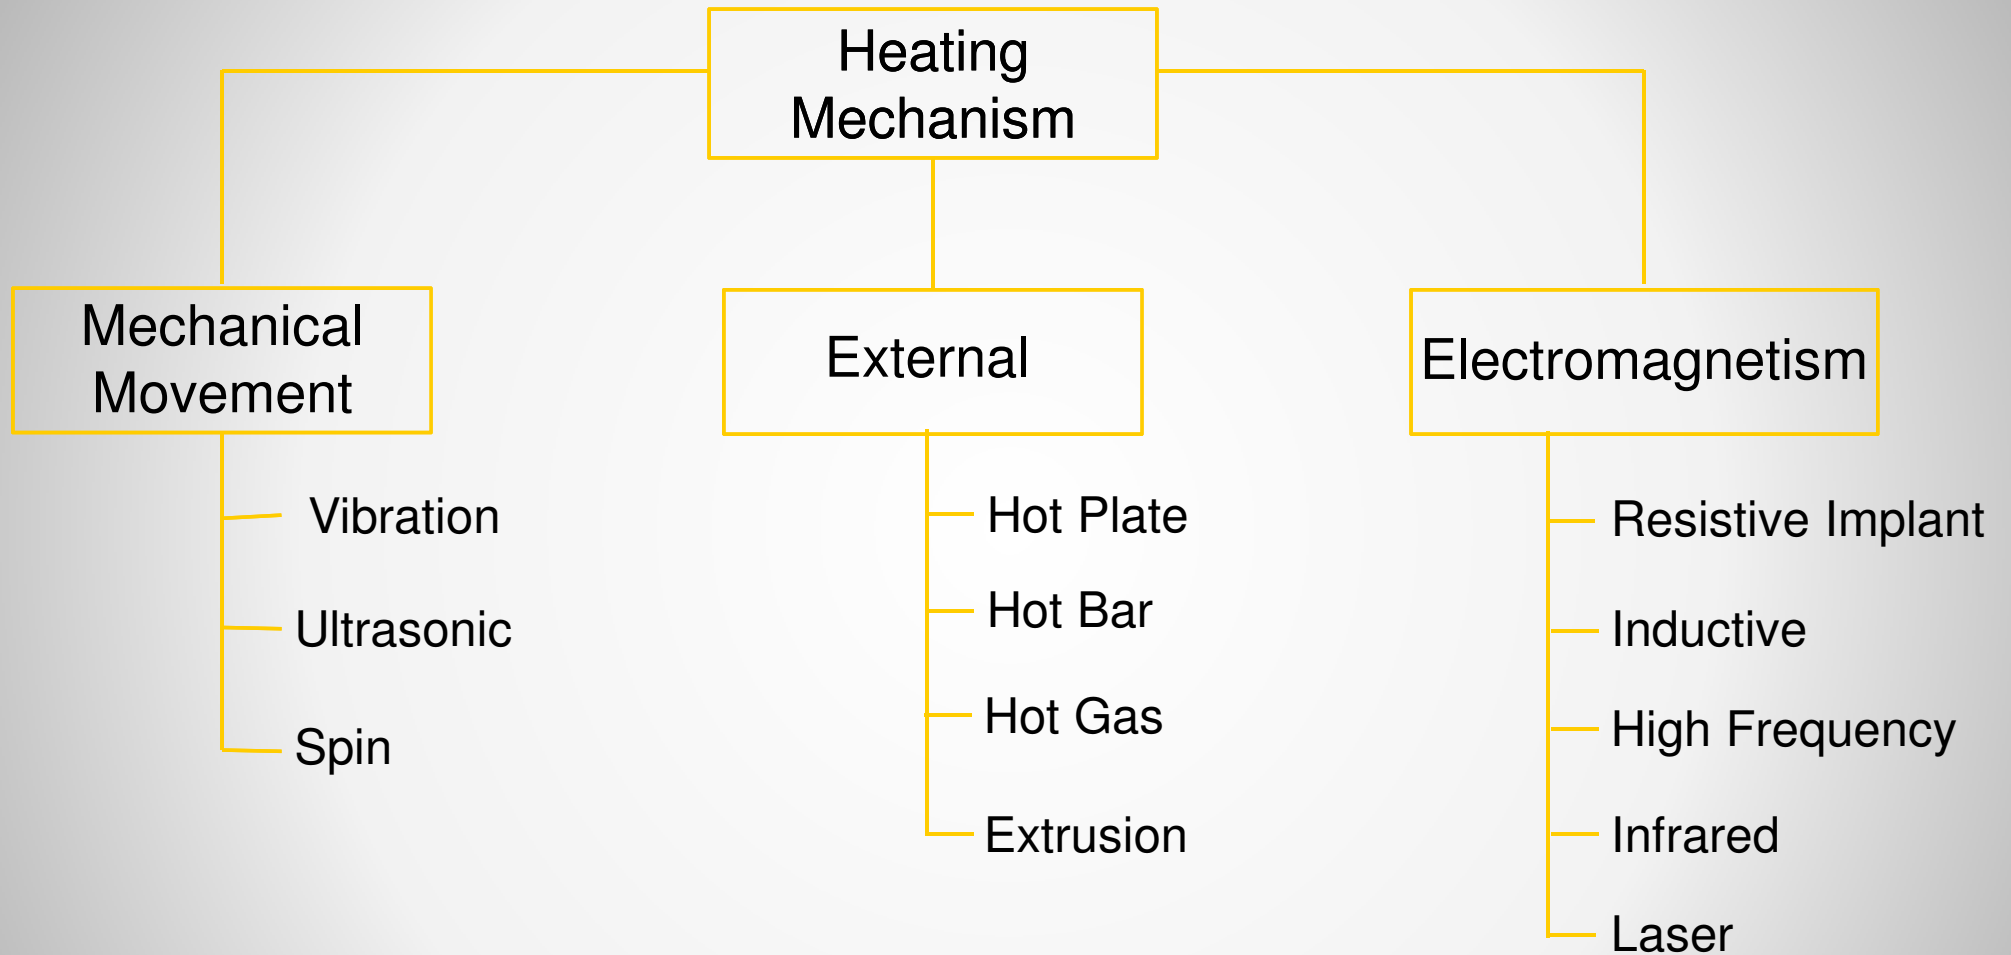 Heating
Mechanism
Mechanical
Movement
Vibration
Ultrasonic
Spin
External
Hot Plate
Hot Bar
Hot Gas
Extrusion
Electromagnetism
Resistive Implant
Inductive
High Frequency
Infrared
Laser